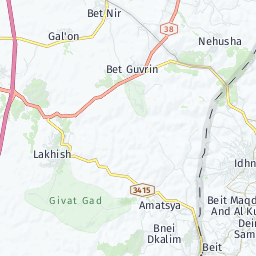 Bet Nir
Gal'on
38
Nehusha
Bet Guvrin
Lakhish
Idhn
3415
Givat Gad
Amatsya
Beit Maqd
And Al Ku
Dei
Sam
Bnei
Dkalim
Beit